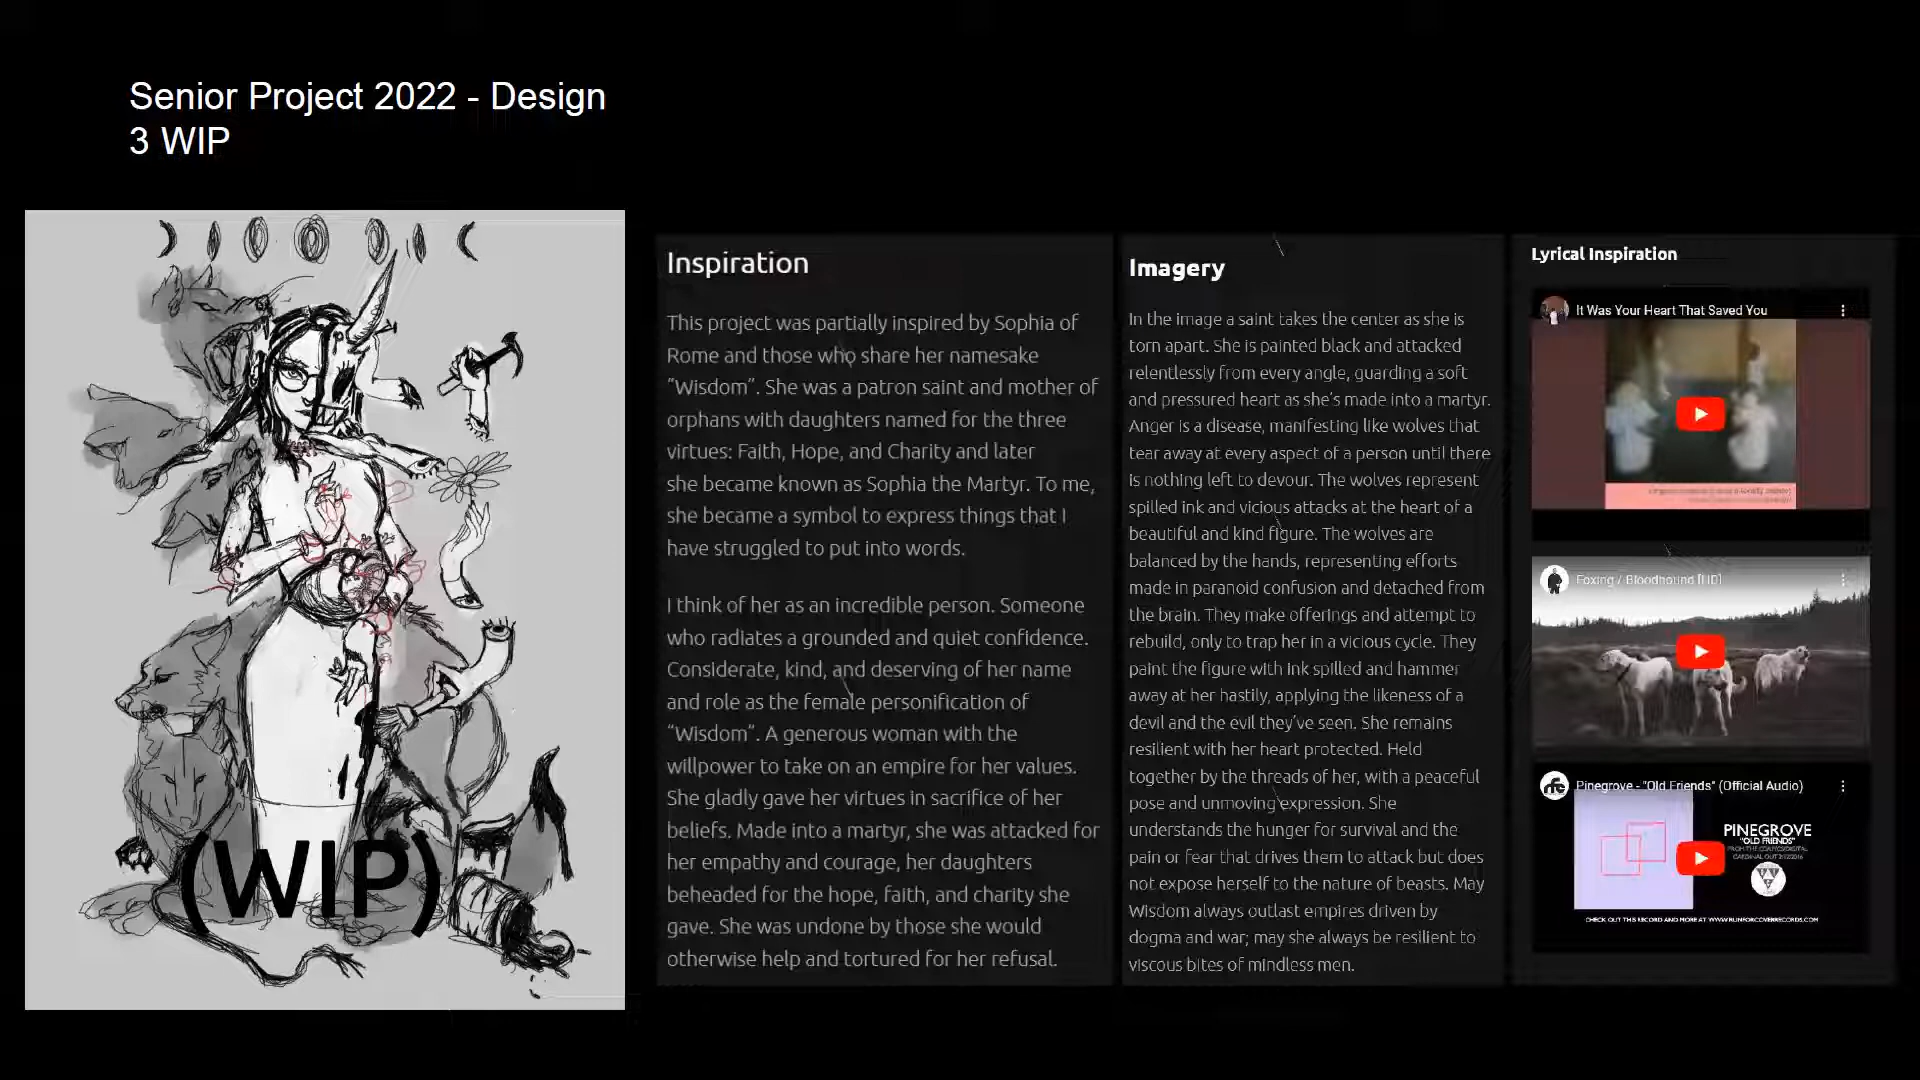 Senior Project 2022 - Design
3 WIP
(WIP)
Inspiration
This project was partially inspired by Sophia of
Rome and those who share her namesake
“Wisdom”. She was a patron saint and mother of
orphans with daughters named for the three
virtues: Faith, Hope, and Charity and later
she became known as Sophia the Martyr. To me,
she became a symbol to express things that I
have struggled to put into words.
I think of her as an incredible person. Someone
who radiates a grounded and quiet confidence.
Considerate, kind, and deserving of her name
and role as the female personification of
“Wisdom”. A generous woman with the
willpower to take on an empire for her values.
She gladly gave her virtues in sacrifice of her
beliefs. Made into a martyr, she was attacked for
her empathy and courage, her daughters
beheaded for the hope, faith, and charity she
gave. She was undone by those she would
otherwise help and tortured for her refusal.
Imagery
In the image a saint takes the center as she is
torn apart. She is painted black and attacked
relentlessly from every angle, guarding a soft
and pressured heart as she's made into a martyr.
Anger is a disease, manifesting like wolves that
tear away at every aspect of a person until there
is nothing left to devour. The wolves represent
spilled ink and vicious attacks at the heart of a
beautiful and kind figure. The wolves are
balanced by the hands, representing efforts
made in paranoid confusion and detached from
the brain. They make offerings and attempt to
rebuild, only to trap her in a vicious cycle. They
paint the figure with ink spilled and hammer
away at her hastily, applying the likeness of a
devil and the evil they've seen. She remains
resilient with her heart protected. Held
together by the threads of her, with a peaceful
pose and unmoving expression. She
understands the hunger for survival and the
pain or fear that drives them to attack but does
not expose herself to the nature of beasts. May
Wisdom always outlast empires driven by
dogma and war; may she always be resilient to
viscous bites of mindless men.
Lyrical Inspiration
It Was Your Heart That Saved You
Foxing / Bloodhound [HD]
Pinegrove - "Old Friends" (Official Audio)
PINEGROVE
"OLD FRIENDS"
CHECK OUT THIS RECORD AND MORE AT WWW.RUNFORCOVERRECORDS.COM